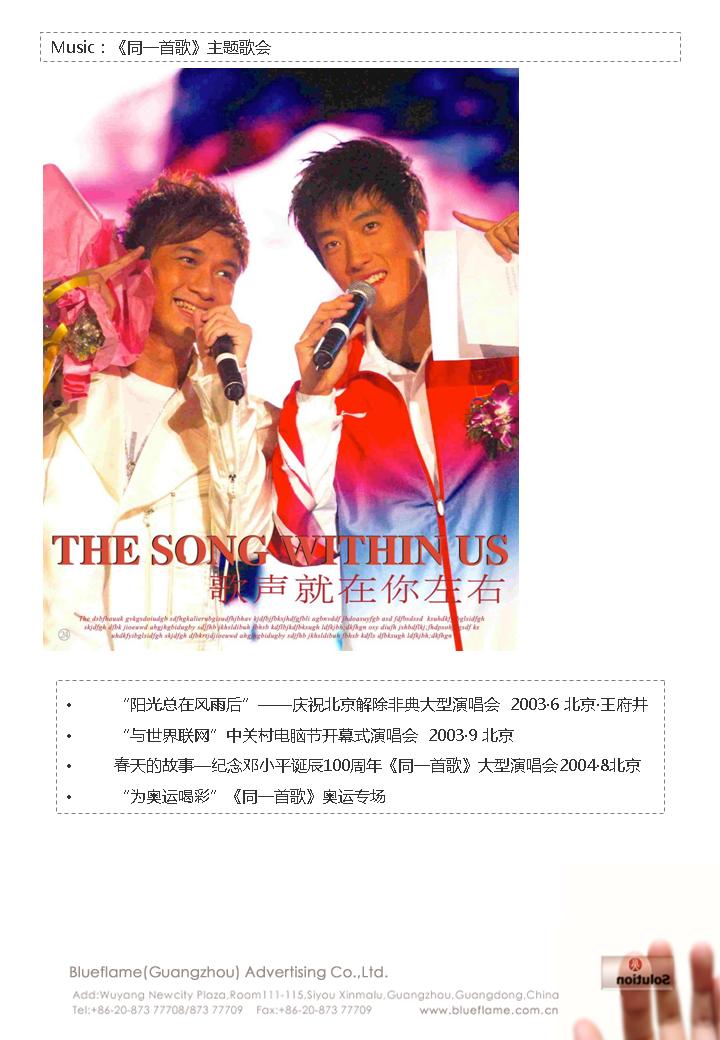 Music：《同一首歌》主题歌会
THE SONG WITHIN US
歌声就在你左右
• “阳光总在风雨后”——庆祝北京解除非典大型演唱会 2003·6 北京·王府井
• “与世界联网”中关村电脑节开幕式演唱会 2003·9 北京
• 春天的故事—纪念邓小平诞辰100周年《同一首歌》大型演唱会2004·8北京
• “为奥运喝彩”《同一首歌》奥运专场
Solution
Blueflame(Guangzhou) Advertising Co.,Ltd.
Add:Wuyang Newcity Plaza,Room111-115,Siyou Xinmalu,Guangzhou,Guangdong,China
Tel:+86-20-873 77708/873 77709 Fax:+86-20-873 77709 www.blueflame.com.cn